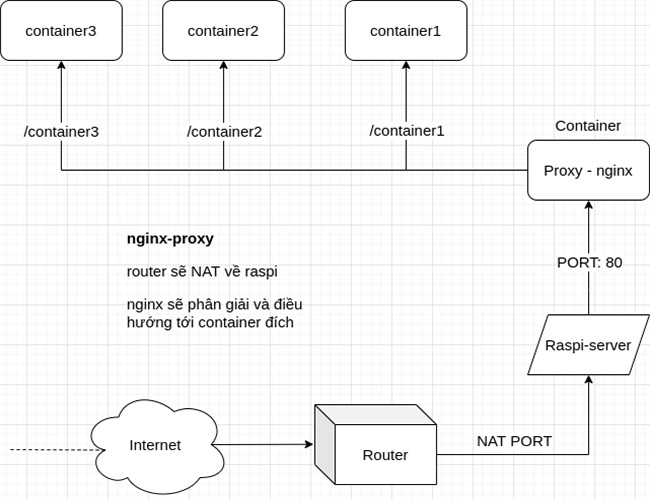 container3
container2
container1
/container3
/container2
/container1
Container
Proxy - nginx
nginx-proxy
router sẽ NAT về raspi
nginx sẽ phân giải và điều
hướng tới container đích
PORT: 80
Raspi-server
Internet
Router
NAT PORT